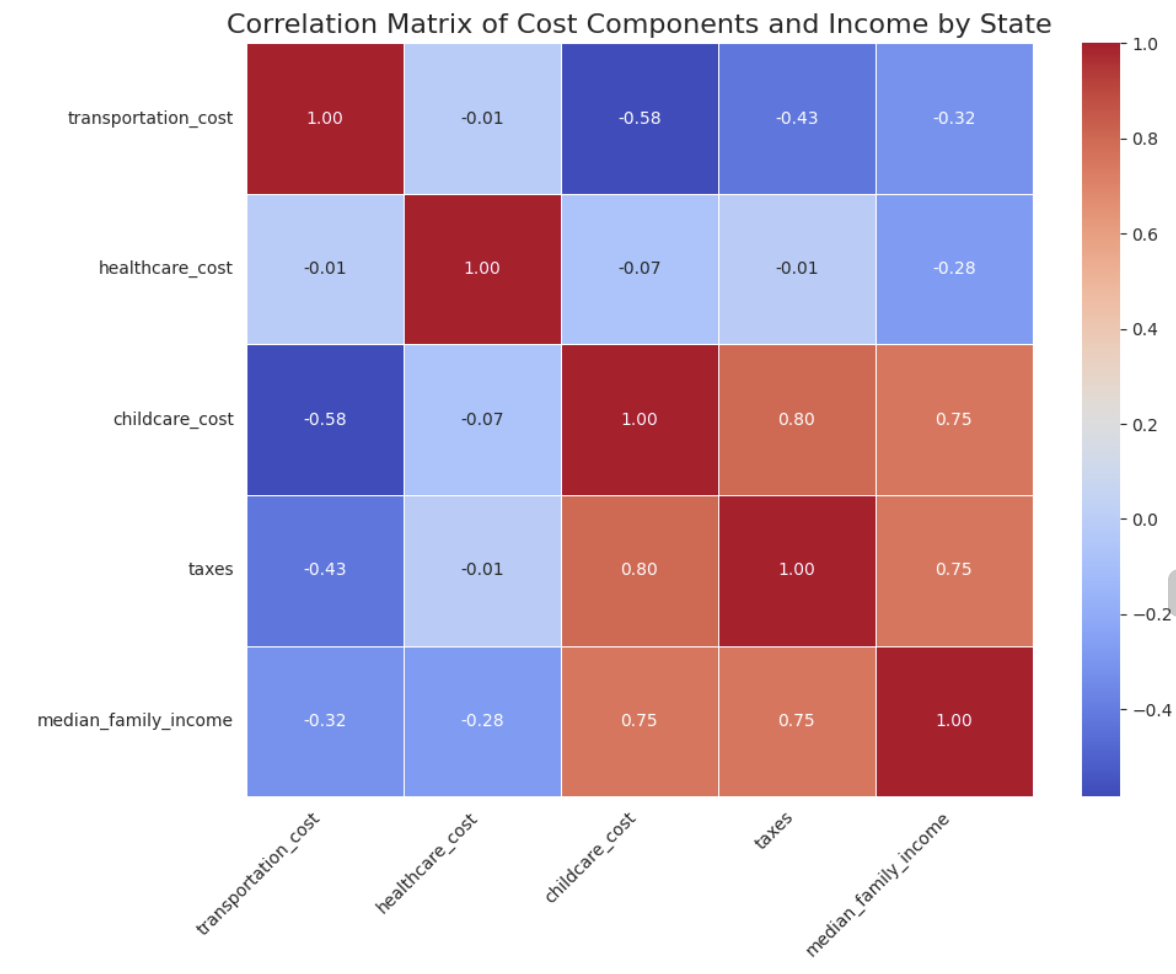 Correlation Matrix of Cost Components and Income by State
transportation_cost 1.00 -0.01 -0.58 -0.43 -0.32
healthcare_cost -0.01 1.00 -0.07 -0.01 -0.28
childcare_cost -0.58 -0.07 1.00 0.80 0.75
taxes -0.43 -0.01 0.80 1.00 0.75
median_family_income -0.32 -0.28 0.75 0.75 1.00
transportation_cost healthcare_cost childcare_cost taxes median_family_income
1.0
0.8
0.6
0.4
0.2
0.0
−0.2
−0.4